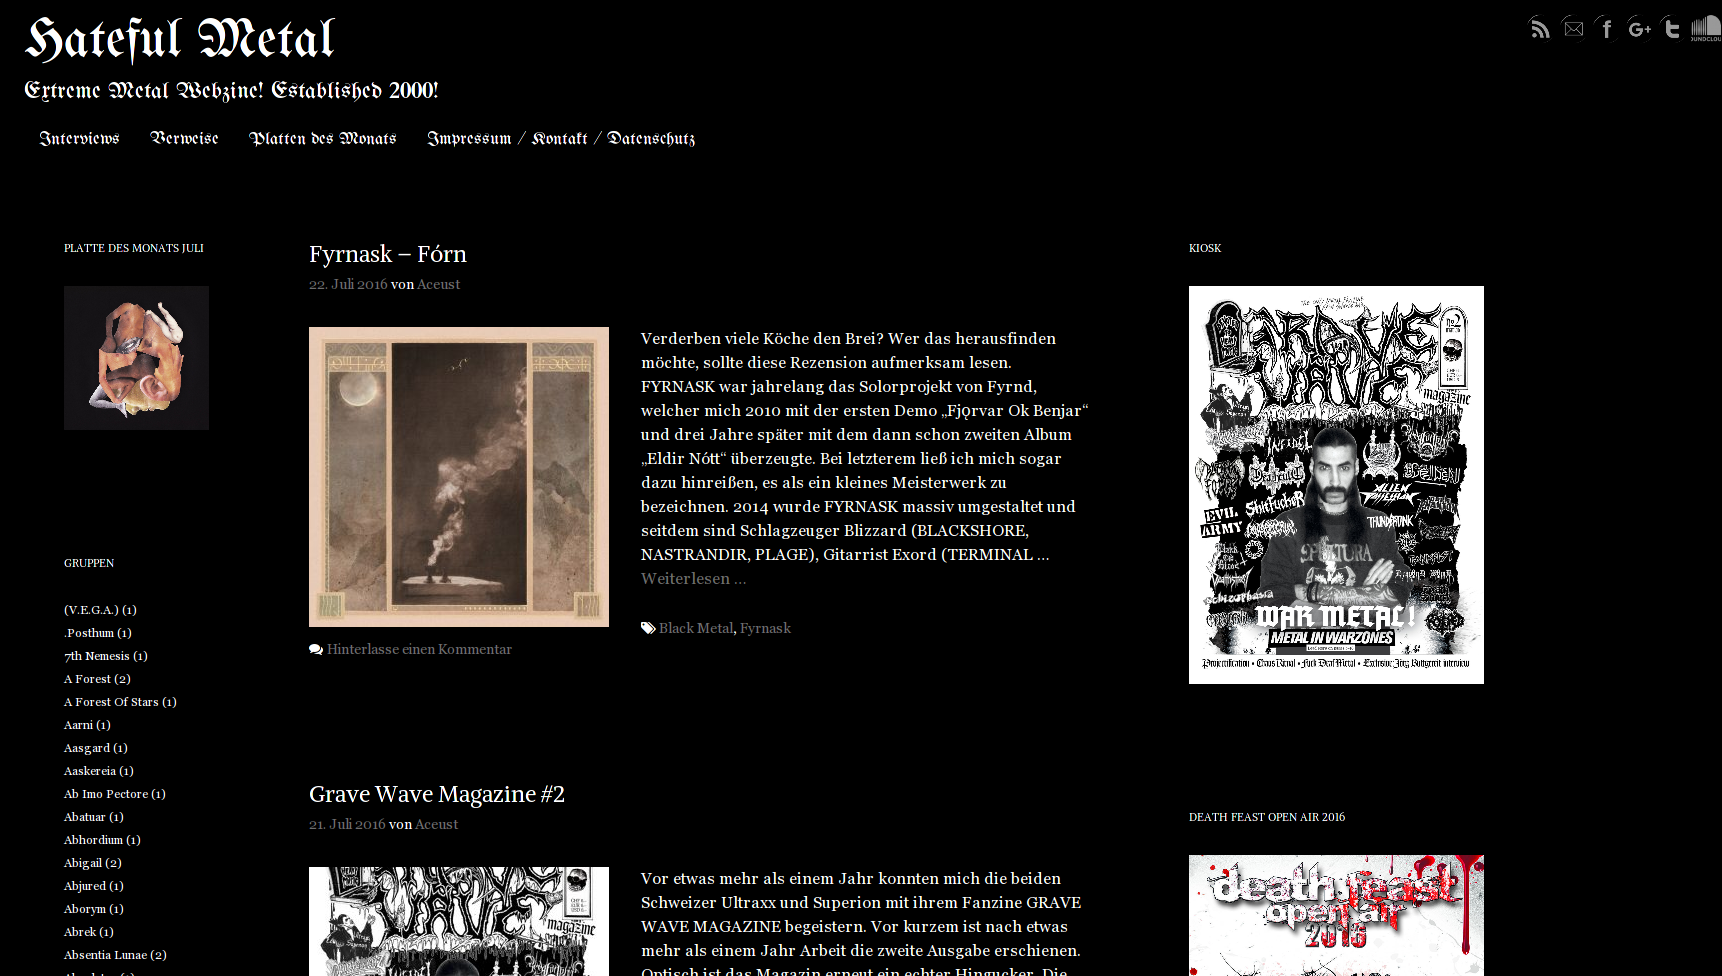 Hateful Metal
Extreme Metal Webzine! Established 2000!
Interviews
Verweise
Platten des Monats
Impressum / Kontakt / Datenschutz
PLATTE DES MONATS JULI
GRUPPEN
(V.E.G.A.) (1)
.Posthum (1)
7th Nemesis (1)
A Forest (2)
A Forest Of Stars (1)
Aarni (1)
Aasgard (1)
Aaskereia (1)
Ab Imo Pectore (1)
Abatuar (1)
Abhordium (1)
Abigail (2)
Abjured (1)
Aborym (1)
Abrek (1)
Absentia Lunae (2)
Fyrnask – Fórn
22. Juli 2016 von Aceust
Verderben viele Köche den Brei? Wer das herausfinden
möchte, sollte diese Rezension aufmerksam lesen.
FYRNASK war jahrelang das Solorprojekt von Fyrnd,
welcher mich 2010 mit der ersten Demo „Fjǫrvar Ok Benjar“
und drei Jahre später mit dem dann schon zweiten Album
„Eldir Nótt“ überzeugte. Bei letzterem ließ ich mich sogar
dazu hinreißen, es als ein kleines Meisterwerk zu
bezeichnen. 2014 wurde FYRNASK massiv umgestaltet und
seitdem sind Schlagzeuger Blizzard (BLACKSHORE,
NASTRANDIR, PLAGE), Gitarrist Exord (TERMINAL …
Weiterlesen …
Black Metal, Fyrnask
Hinterlasse einen Kommentar
Grave Wave Magazine #2
21. Juli 2016 von Aceust
Vor etwas mehr als einem Jahr konnten mich die beiden
Schweizer Ultraxx und Superion mit ihrem Fanzine GRAVE
WAVE MAGAZINE begeistern. Vor kurzem ist nach etwas
mehr als einem Jahr Arbeit die zweite Ausgabe erschienen.
Optisch ist das Magazin erneut ein echter Hingucker. Die
KIOSK
GRAVE
WAVE
magazine
EVIL
ARMY
SHITFUCKER
ALIEN
SEPULTURA
WAR METAL!
METAL IN WARZONES
DEATH FEAST OPEN AIR 2016
deathfeast
open air
2016